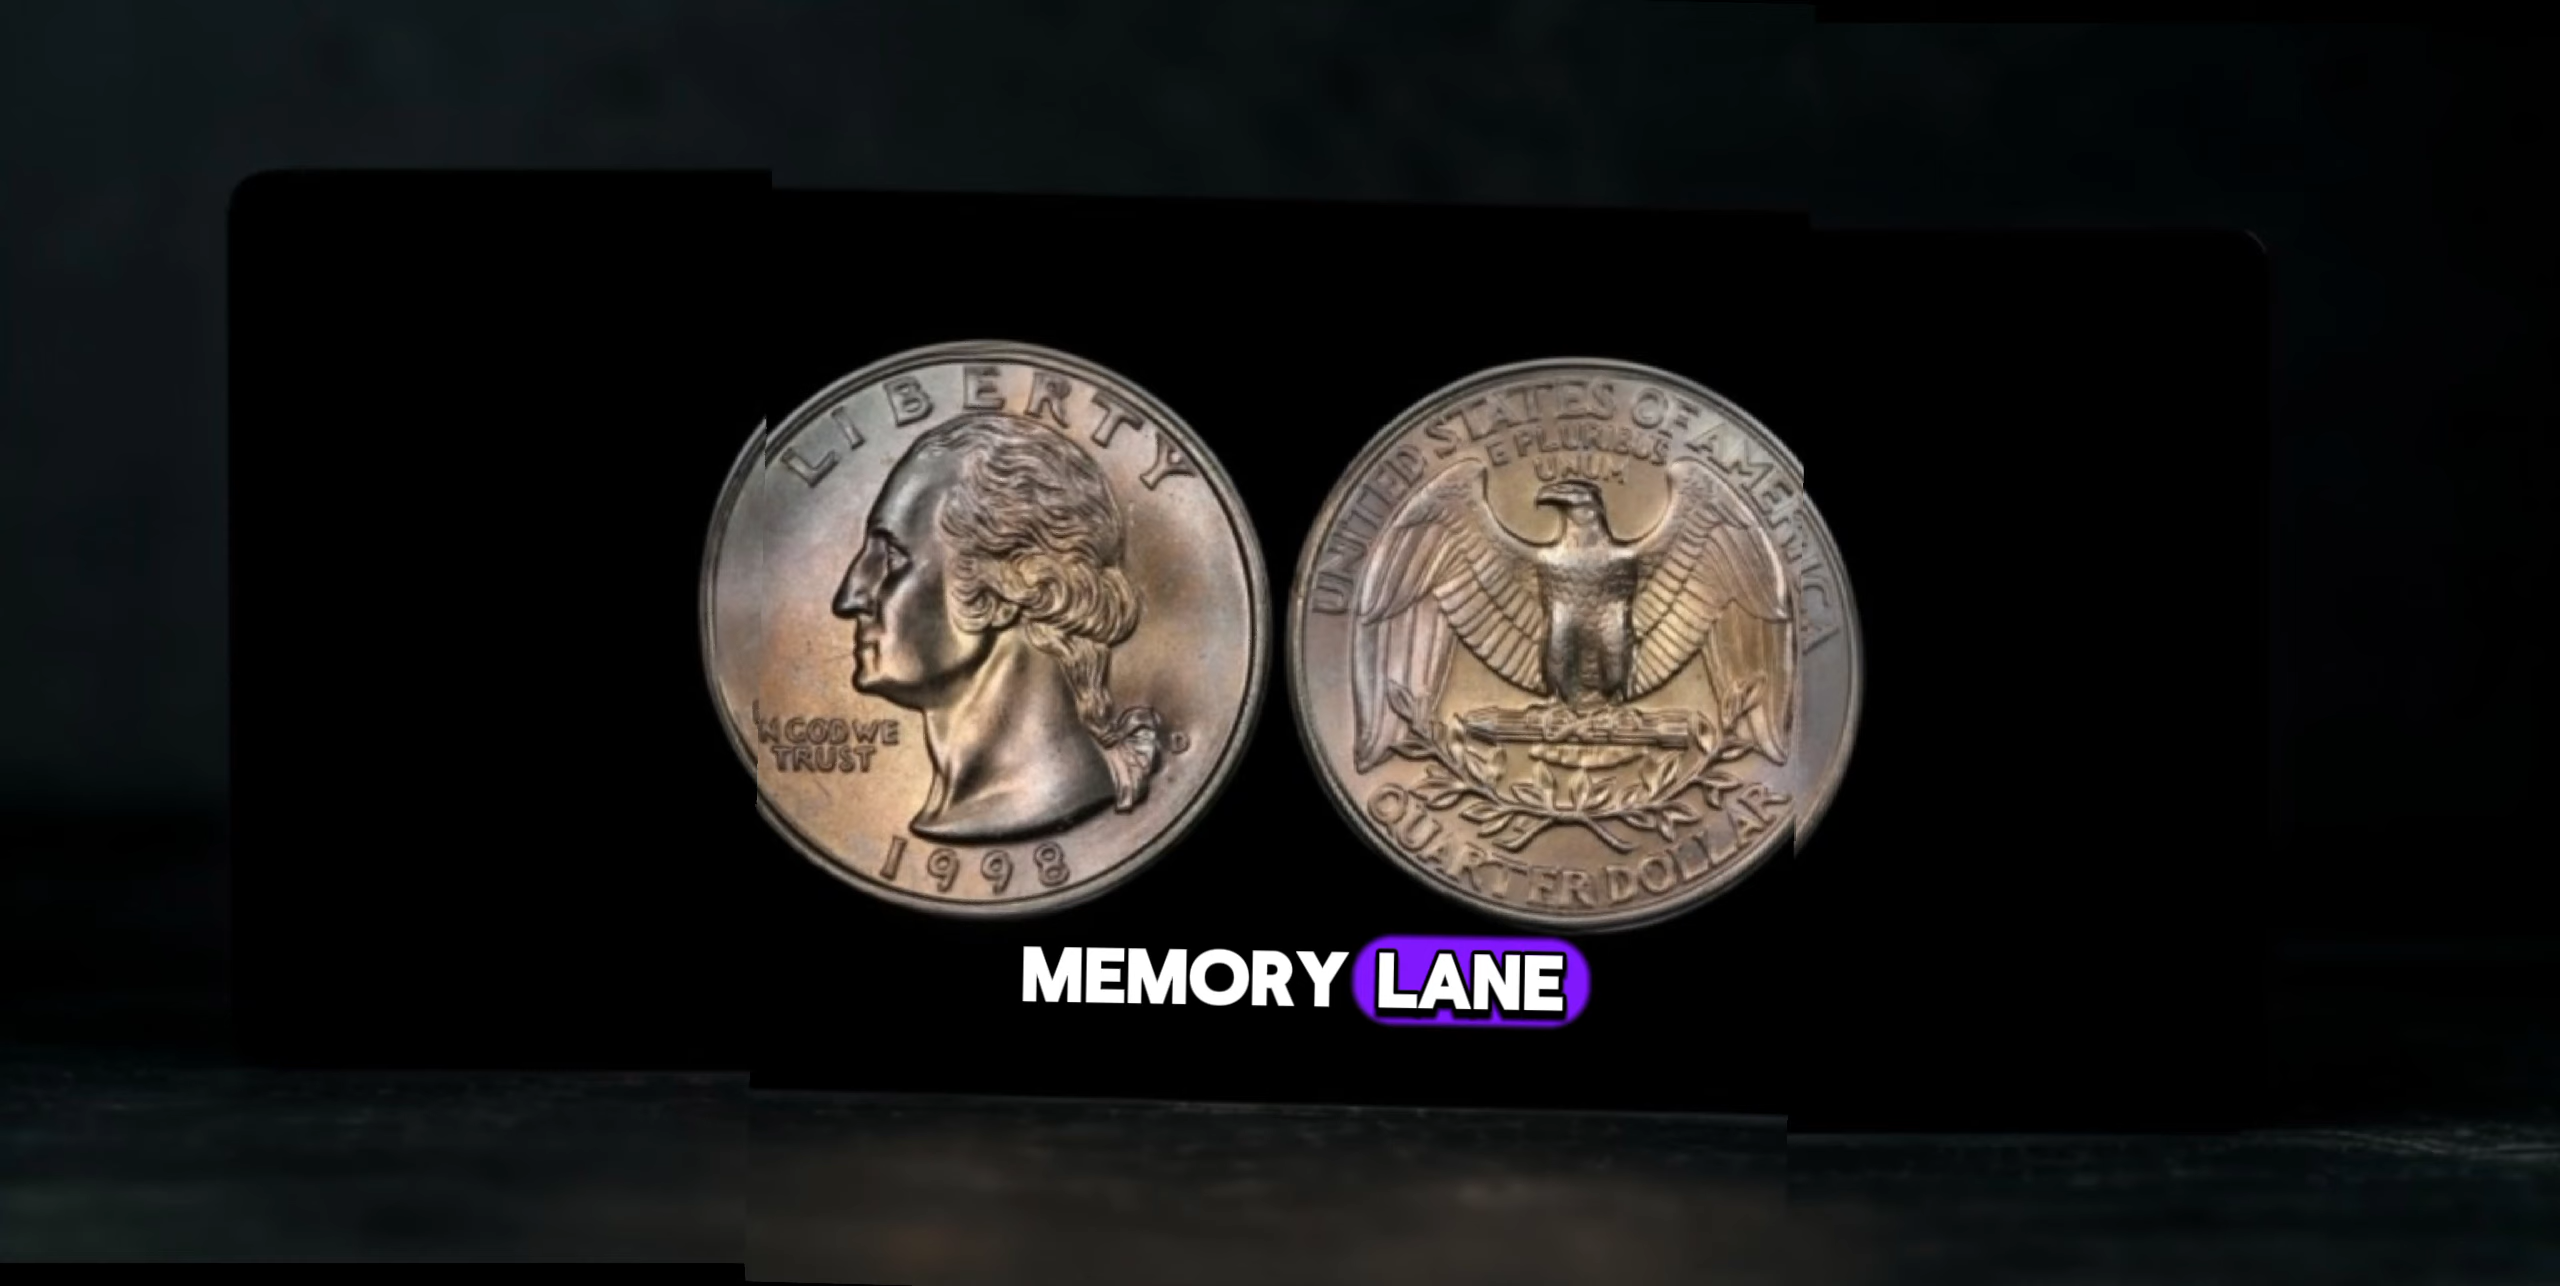 LIBERTY
IN GOD WE
TRUST
D
1998
UNITED STATES OF AMERICA
E PLURIBUS
UNUM
QUARTER DOLLAR
MEMORY LANE